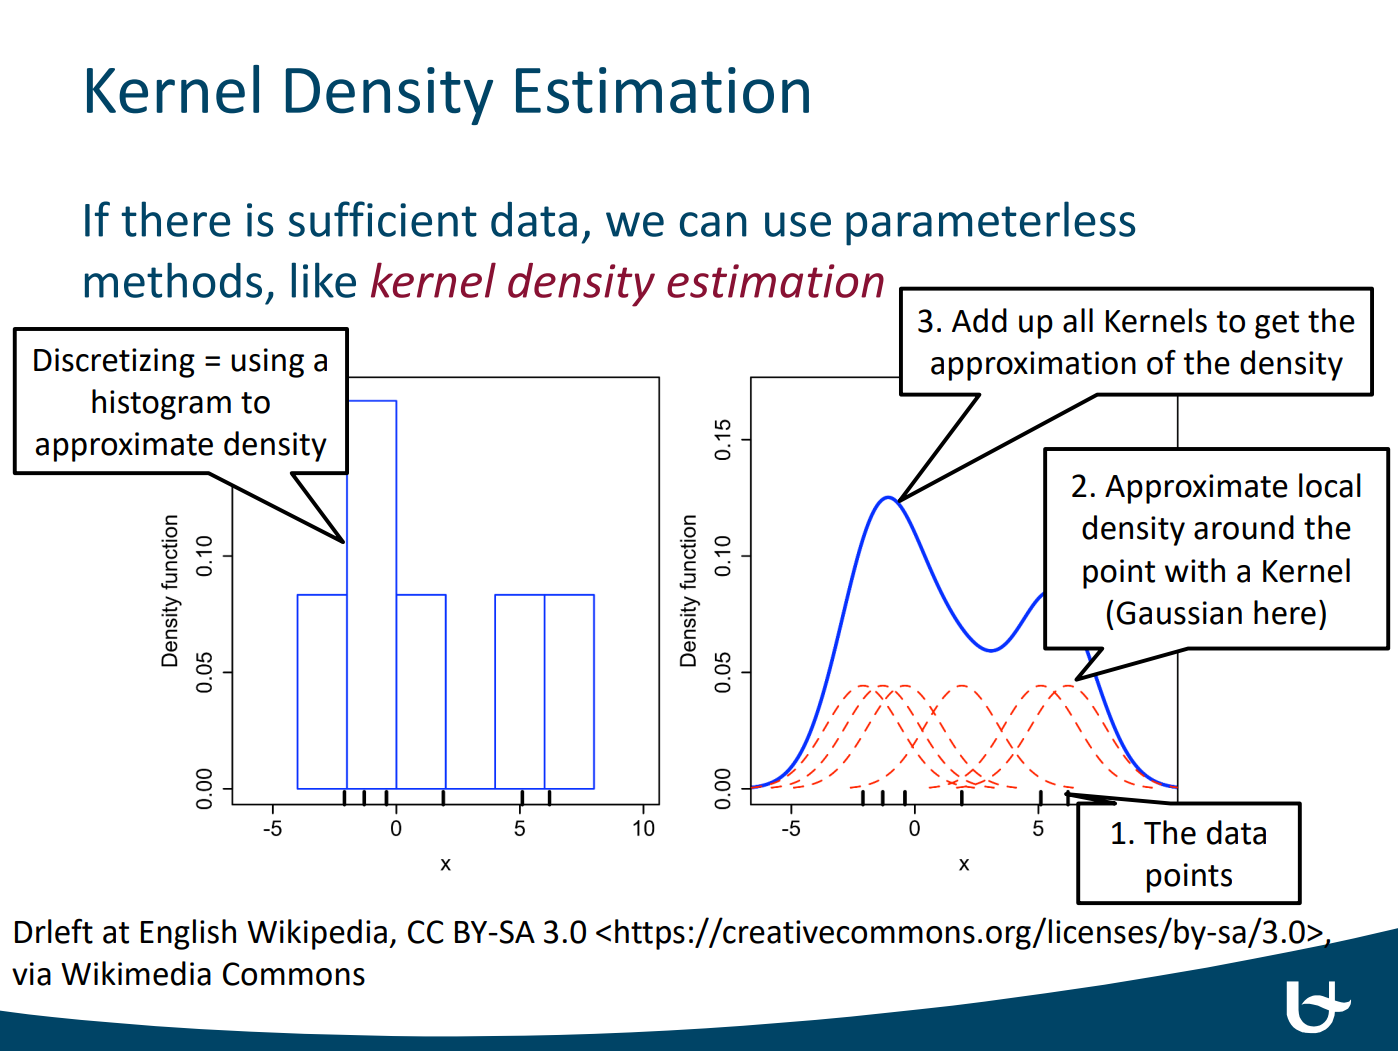 Kernel Density Estimation
If there is sufficient data, we can use parameterless
methods, like kernel density estimation
Discretizing = using a
histogram to
approximate density
3. Add up all Kernels to get the
approximation of the density
2. Approximate local
density around the
point with a Kernel
(Gaussian here)
1. The data
points
Density function
0.00
0.05
0.10
-5
0
5
10
x
Density function
0.00
0.05
0.10
0.15
-5
0
5
x
Drleft at English Wikipedia, CC BY-SA 3.0 <https://creativecommons.org/licenses/by-sa/3.0>,
via Wikimedia Commons